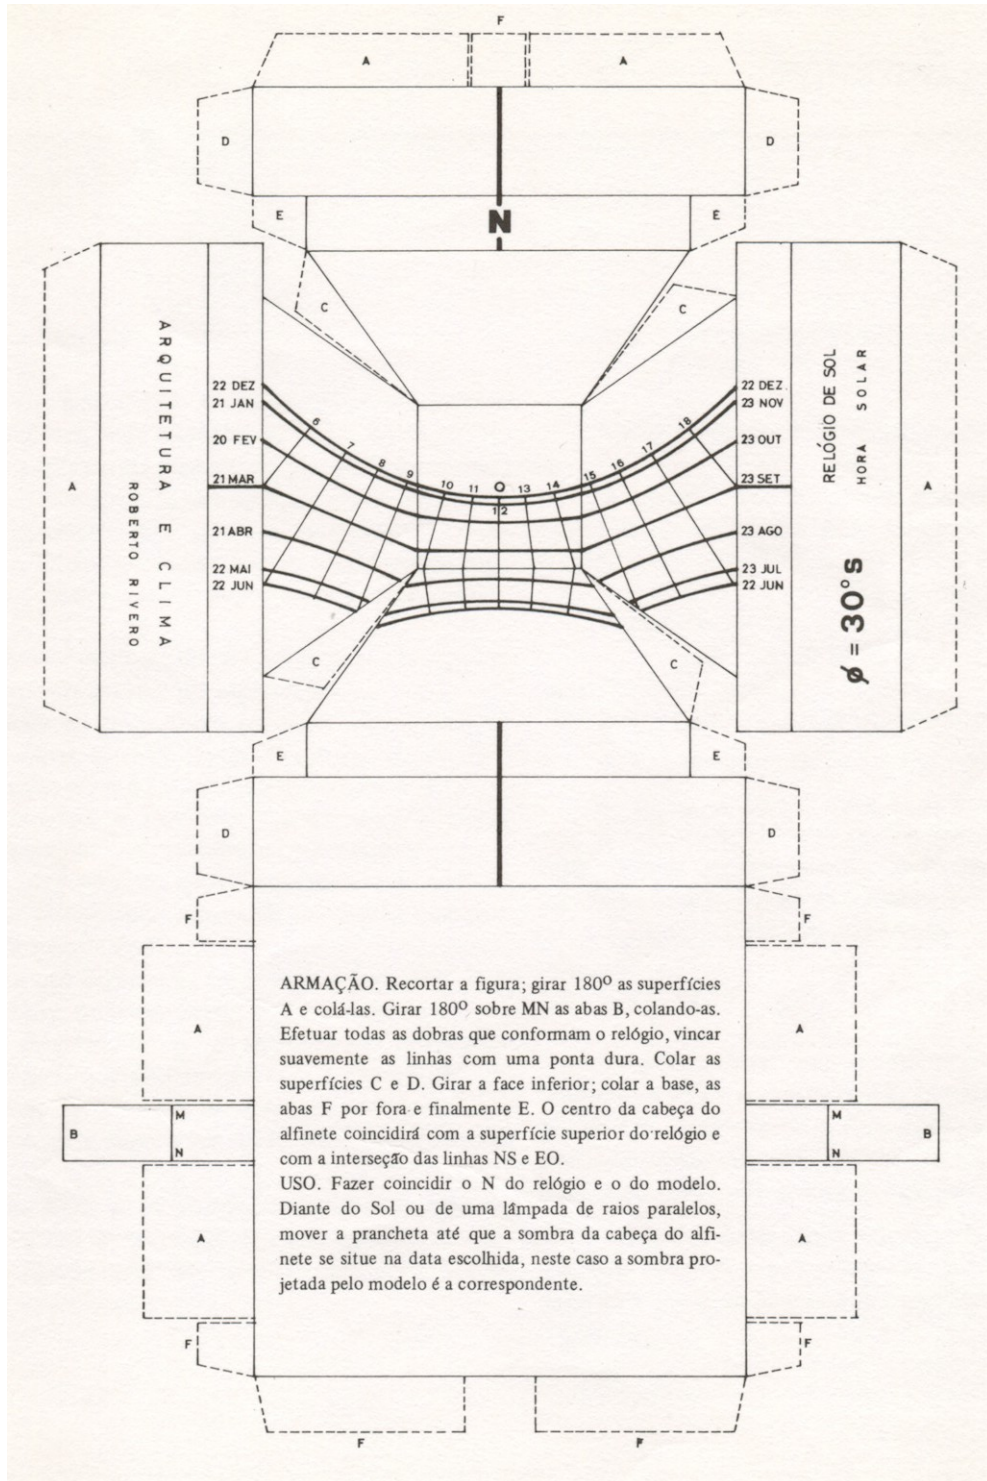 F
A
A
D
D
E
N
E
C
C
ARQUITETURA E CLIMA
ROBERTO RIVERO
A
22 DEZ
21 JAN
20 FEV
21 MAR
21 ABR
22 MAI
22 JUN
6
7
8
9
10
11
12
13
14
15
16
17
18
22 DEZ.
23 NOV
23 OUT
23 SET
23 AGO
23 JUL
22 JUN
RELÓGIO DE SOL
HORA SOLAR
ø = 30°S
A
C
C
E
E
D
D
F
F
A
A
ARMAÇÃO. Recortar a figura; girar 180º as superfícies
A e colá-las. Girar 180º sobre MN as abas B, colando-as.
Efetuar todas as dobras que conformam o relógio, vincar
suavemente as linhas com uma ponta dura. Colar as
superfícies C e D. Girar a face inferior; colar a base, as
abas F por fora e finalmente E. O centro da cabeça do
alfinete coincidirá com a superfície superior do relógio e
com a interseção das linhas NS e EO.
USO. Fazer coincidir o N do relógio e o do modelo.
Diante do Sol ou de uma lâmpada de raios paralelos,
mover a prancheta até que a sombra da cabeça do alfi-
nete se situe na data escolhida, neste caso a sombra pro-
jetada pelo modelo é a correspondente.
B
M
N
M
N
B
A
A
F
F
F
F